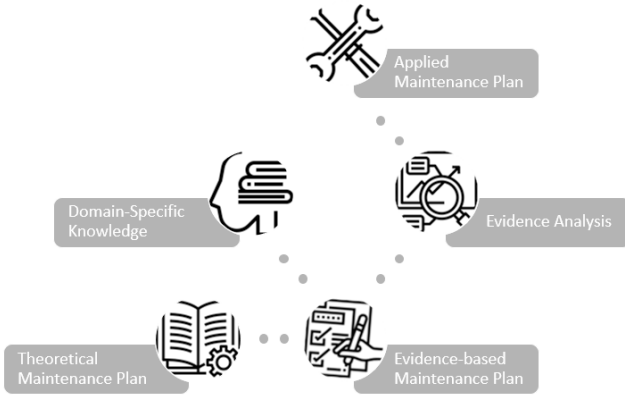 Applied
Maintenance Plan
Domain-Specific
Knowledge
Evidence Analysis
Theoretical
Maintenance Plan
Evidence-based
Maintenance Plan